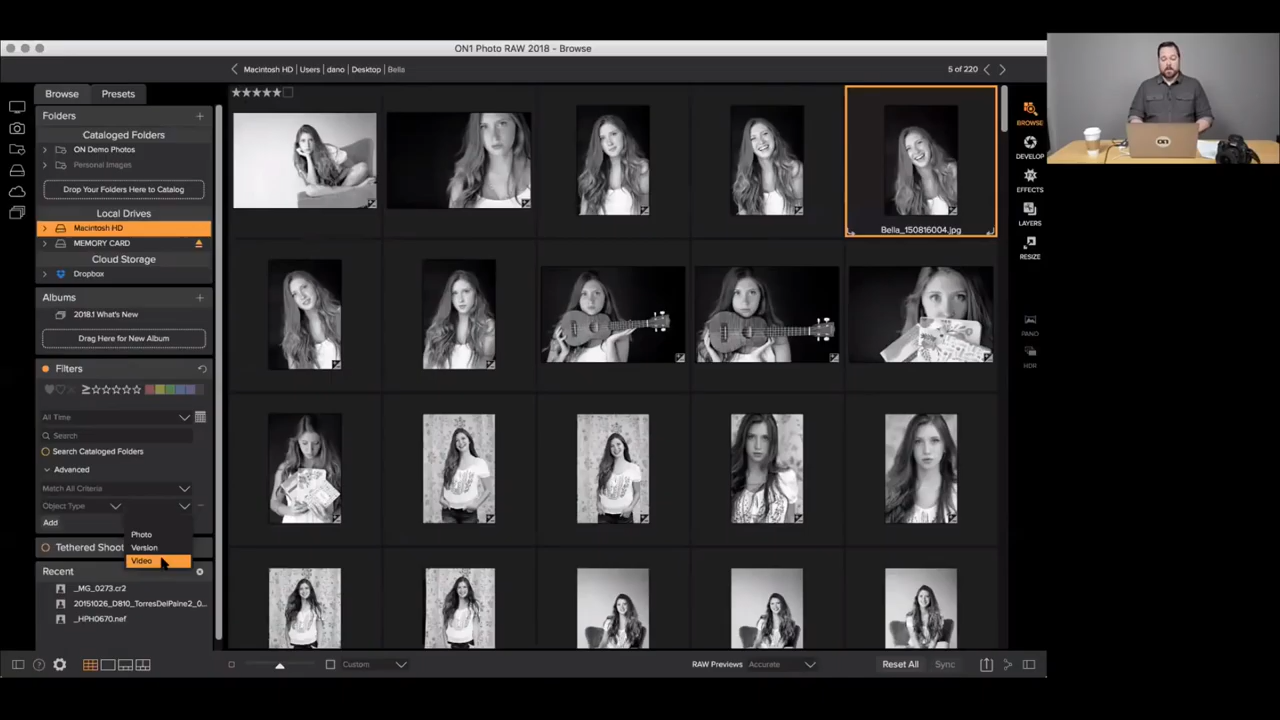 ON1 Photo RAW 2018 - Browse
Macintosh HD | Users | dano | Desktop | Bella
5 of 220
Browse
Presets
Folders
Cataloged Folders
ON Demo Photos
Personal Images
Drop Your Folders Here to Catalog
Local Drives
Macintosh HD
MEMORY CARD
Cloud Storage
Dropbox
Albums
2018.1 What's New
Drag Here for New Album
Filters
All Time
Search
Search Cataloged Folders
Advanced
Match All Criteria
Object Type
Add
Photo
Version
Video
Tethered Shoot
Recent
_MG_0273.cr2
20151026_D810_TorresDelPaine2_0...
_HPH0670.nef
Bella_150816004.jpg
BROWSE
DEVELOP
EFFECTS
LAYERS
RESIZE
PANO
HDR
Custom
RAW Previews
Accurate
Reset All
Sync